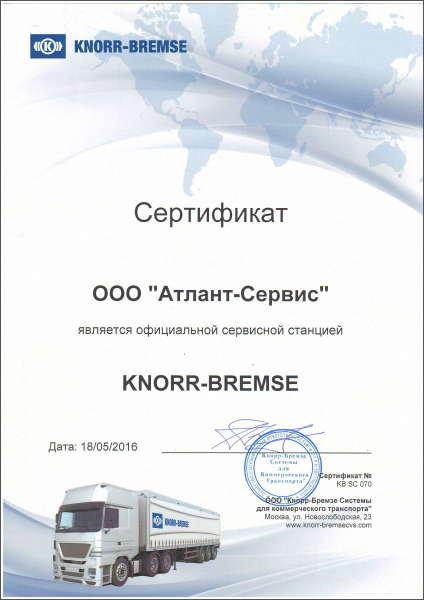 KNORR-BREMSE
Сертификат
ООО "Атлант-Сервис"
является официальной сервисной станцией
KNORR-BREMSE
Дата: 18/05/2016
Кнорр-Бремзе
Системы
для
Коммерческого
Транспорта"
Сертификат №
KB SC 070
ООО "Кнорр-Бремзе Системы
для коммерческого транспорта"
Москва, ул. Новослободская, 23
www.knorr-bremsecvs.com
KNORR-BREMSE